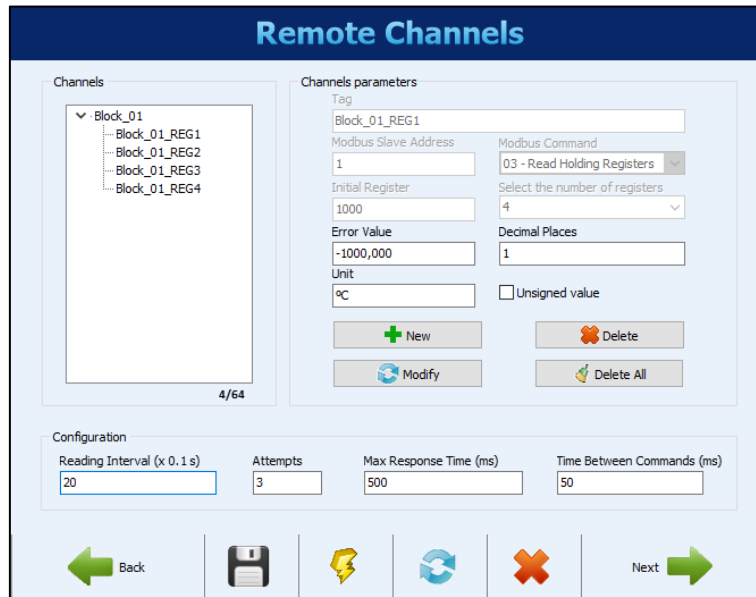 Remote Channels
Channels
Block_01
Block_01_REG1
Block_01_REG2
Block_01_REG3
Block_01_REG4
4/64
Channels parameters
Tag
Block_01_REG1
Modbus Slave Address
Modbus Command
1
03 - Read Holding Registers
Initial Register
Select the number of registers
1000
4
Error Value
Decimal Places
-1000,000
1
Unit
ºC
Unsigned value
New
Delete
Modify
Delete All
Configuration
Reading Interval (x 0.1 s)
Attempts
Max Response Time (ms)
Time Between Commands (ms)
20
3
500
50
Back
Next